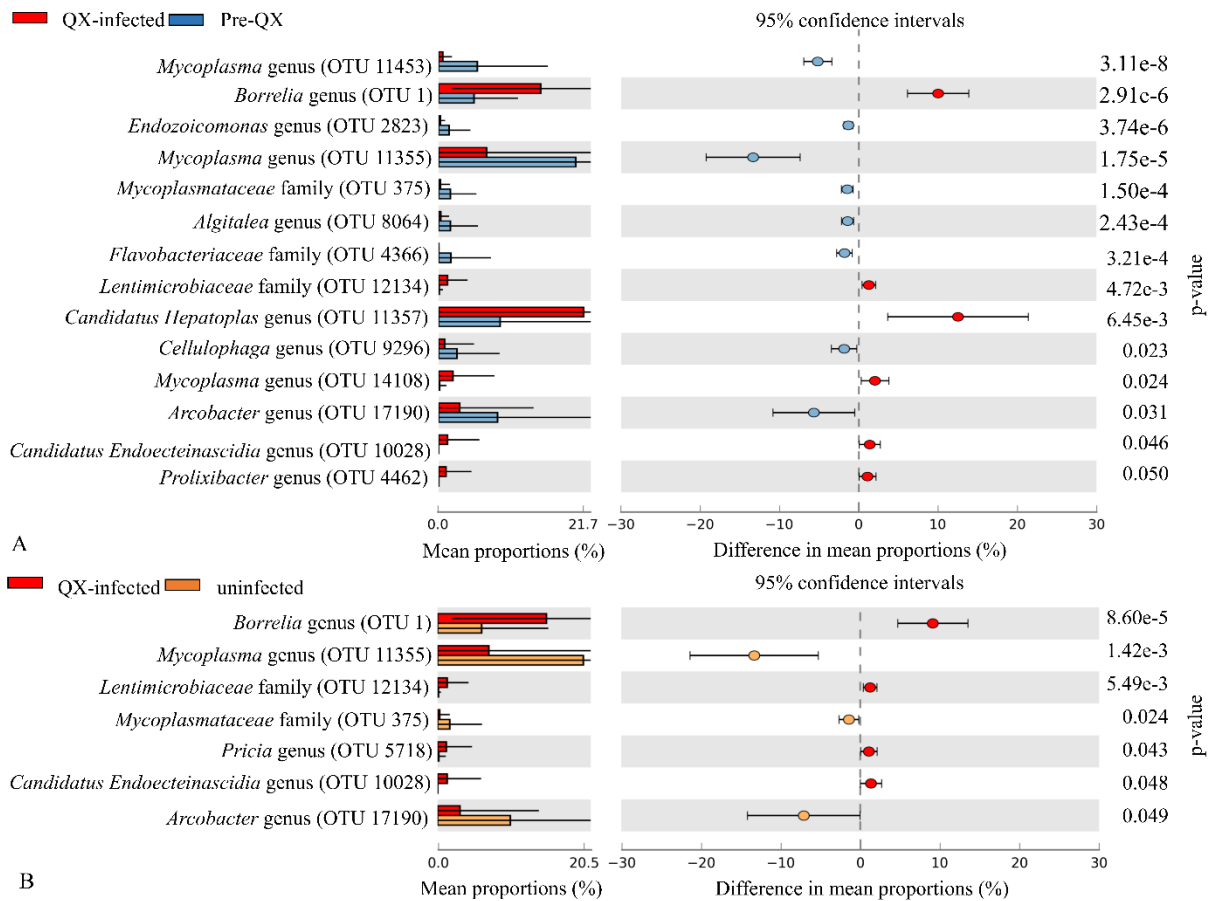 QX-infected Pre-QX
95% confidence intervals
Mycoplasma genus (OTU 11453) 3.11e-8
Borrelia genus (OTU 1) 2.91e-6
Endozoicomonas genus (OTU 2823) 3.74e-6
Mycoplasma genus (OTU 11355) 1.75e-5
Mycoplasmataceae family (OTU 375) 1.50e-4
Algitalea genus (OTU 8064) 2.43e-4
Flavobacteriaceae family (OTU 4366) 3.21e-4
Lentimicrobiaceae family (OTU 12134) 4.72e-3
Candidatus Hepatoplas genus (OTU 11357) 6.45e-3
Cellulophaga genus (OTU 9296) 0.023
Mycoplasma genus (OTU 14108) 0.024
Arcobacter genus (OTU 17190) 0.031
Candidatus Endoecteinascidia genus (OTU 10028) 0.046
Prolixibacter genus (OTU 4462) 0.050
p-value
0.0 21.7 −30 −20 −10 0 10 20 30
Mean proportions (%) Difference in mean proportions (%)
A
QX-infected uninfected
95% confidence intervals
Borrelia genus (OTU 1) 8.60e-5
Mycoplasma genus (OTU 11355) 1.42e-3
Lentimicrobiaceae family (OTU 12134) 5.49e-3
Mycoplasmataceae family (OTU 375) 0.024
Pricia genus (OTU 5718) 0.043
Candidatus Endoecteinascidia genus (OTU 10028) 0.048
Arcobacter genus (OTU 17190) 0.049
p-value
0.0 20.5 −30 −20 −10 0 10 20 30
Mean proportions (%) Difference in mean proportions (%)
B